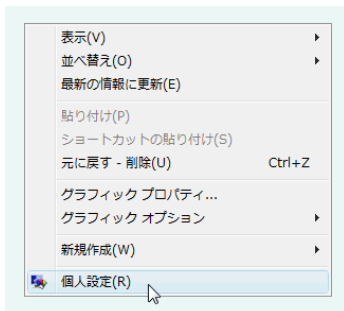 表示(V)
並べ替え(O)
最新の情報に更新(E)
貼り付け(P)
ショートカットの貼り付け(S)
元に戻す - 削除(U) Ctrl+Z
グラフィック プロパティ...
グラフィック オプション
新規作成(W)
個人設定(R)